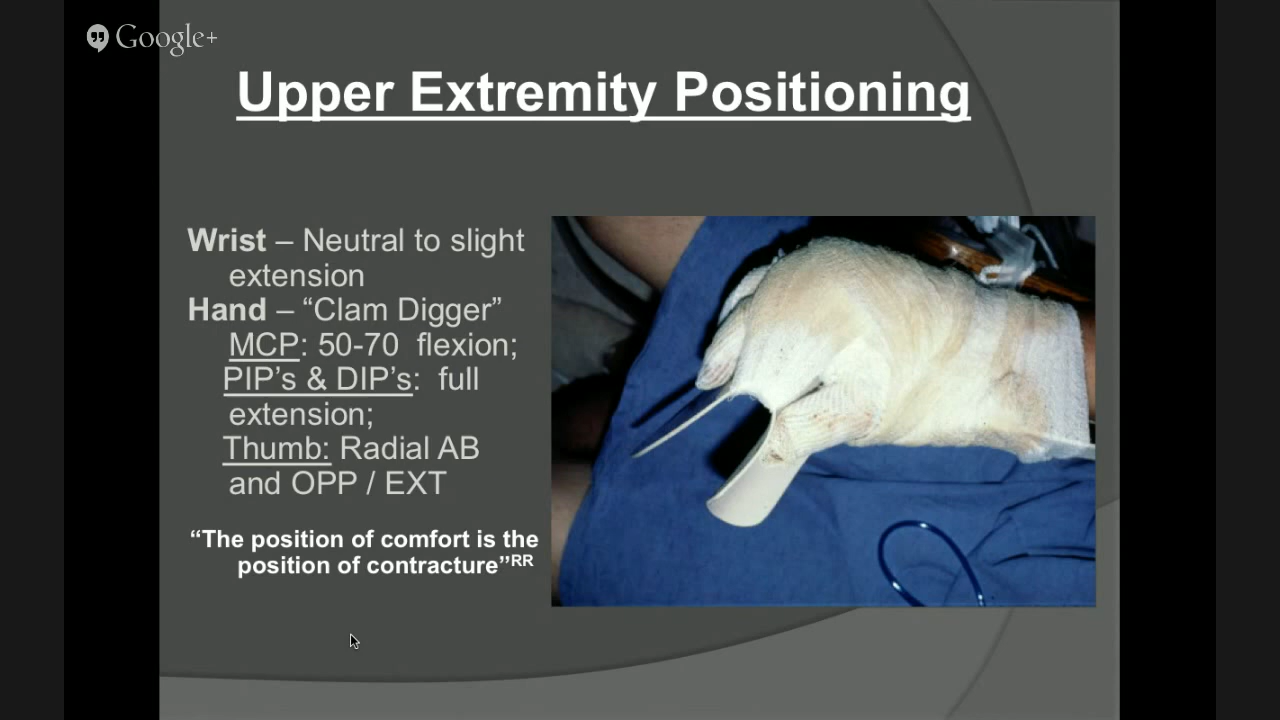 Google+
Upper Extremity Positioning
Wrist – Neutral to slight
extension
Hand – “Clam Digger”
MCP: 50-70  flexion;
PIP’s & DIP’s:  full
extension;
Thumb: Radial AB
and OPP / EXT
“The position of comfort is the
position of contracture”RR